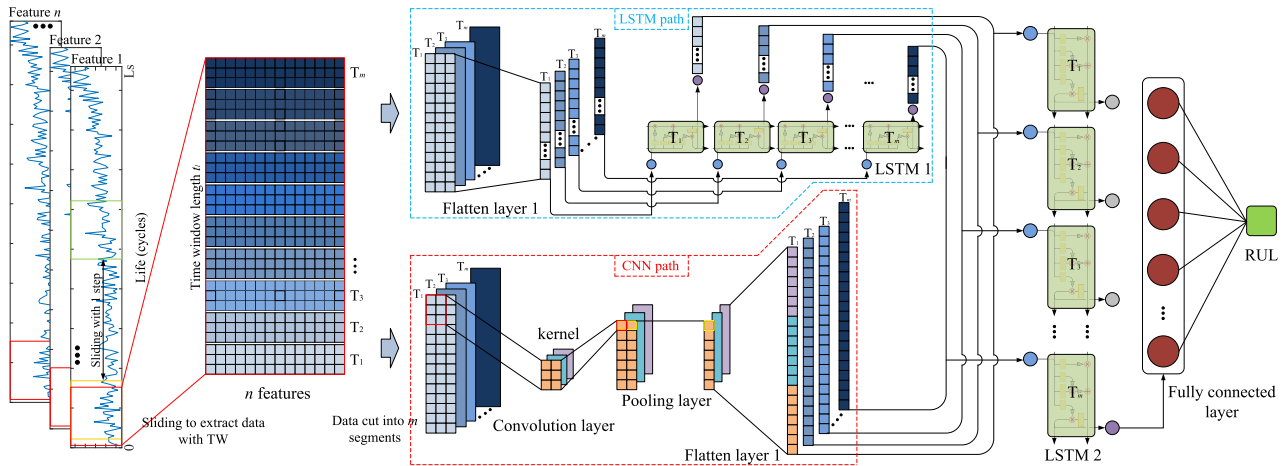 Feature n
Feature 2
Feature 1
Ls
Life (cycles)
Sliding with 1 step
0
Sliding to extract data
with TW
Time window length tₗ
Tm
T3
T2
T1
n features
Data cut into m
segments
LSTM path
T1
T2
T3
Tm
T1
T2
T3
Tm
T1
T2
T3
Tm
LSTM 1
Flatten layer 1
CNN path
T1
T2
T3
Tm
kernel
Convolution layer
Pooling layer
T1
T2
T3
Tm
Flatten layer 1
T1
T2
T3
Tm
LSTM 2
Fully connected
layer
RUL